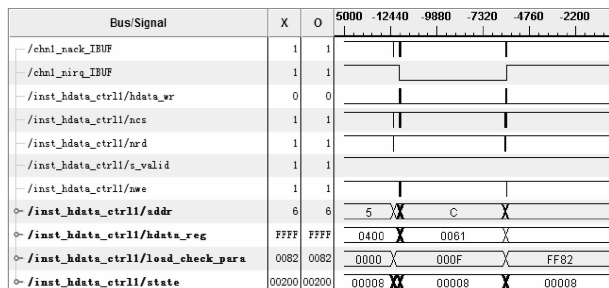 Bus/Signal X O 5000 -12440 -9880 -7320 -4760 -2200
/chn1_nack_IBUF 1 1
/chn1_nirq_IBUF 1 1
/inst_hdata_ctrl1/hdata_wr 0 0
/inst_hdata_ctrl1/ncs 1 1
/inst_hdata_ctrl1/nrd 1 1
/inst_hdata_ctrl1/s_valid 1 1
/inst_hdata_ctrl1/nwe 1 1
/inst_hdata_ctrl1/addr 6 6 5 C
/inst_hdata_ctrl1/hdata_reg FFFF FFFF 0400 0061
/inst_hdata_ctrl1/load_check_para 0082 0082 0000 000F FF82
/inst_hdata_ctrl1/state 00200 00200 00008 00008 00008